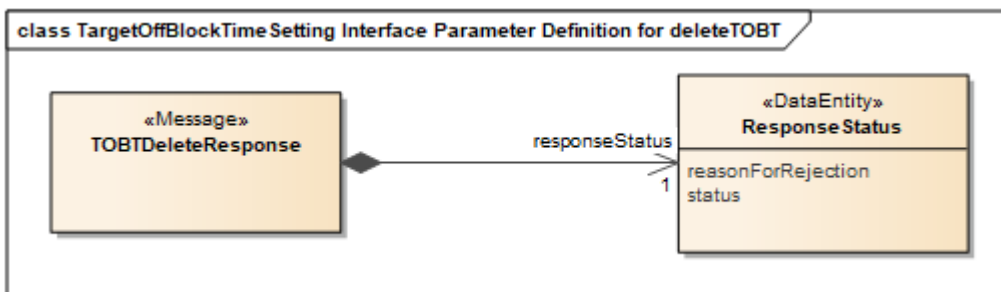 class TargetOffBlockTimeSetting Interface Parameter Definition for deleteTOBT
«Message»
TOBTDeleteResponse
responseStatus
1
«DataEntity»
ResponseStatus
reasonForRejection
status